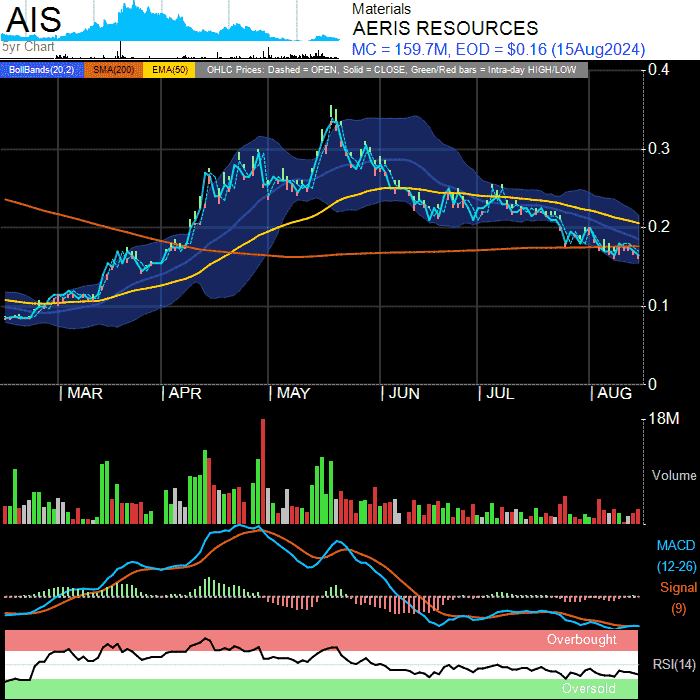 AIS
5yr Chart
Materials
AERIS RESOURCES
MC = 159.7M, EOD = $0.16 (15Aug2024)
BollBands(20,2) SMA(200) EMA(50) OHLC Prices: Dashed = OPEN, Solid = CLOSE, Green/Red bars = Intra-day HIGH/LOW
0.4
0.3
0.2
0.1
0
| MAR | APR | MAY | JUN | JUL | AUG
18M
Volume
MACD
(12-26)
Signal
(9)
Overbought
RSI(14)
Oversold